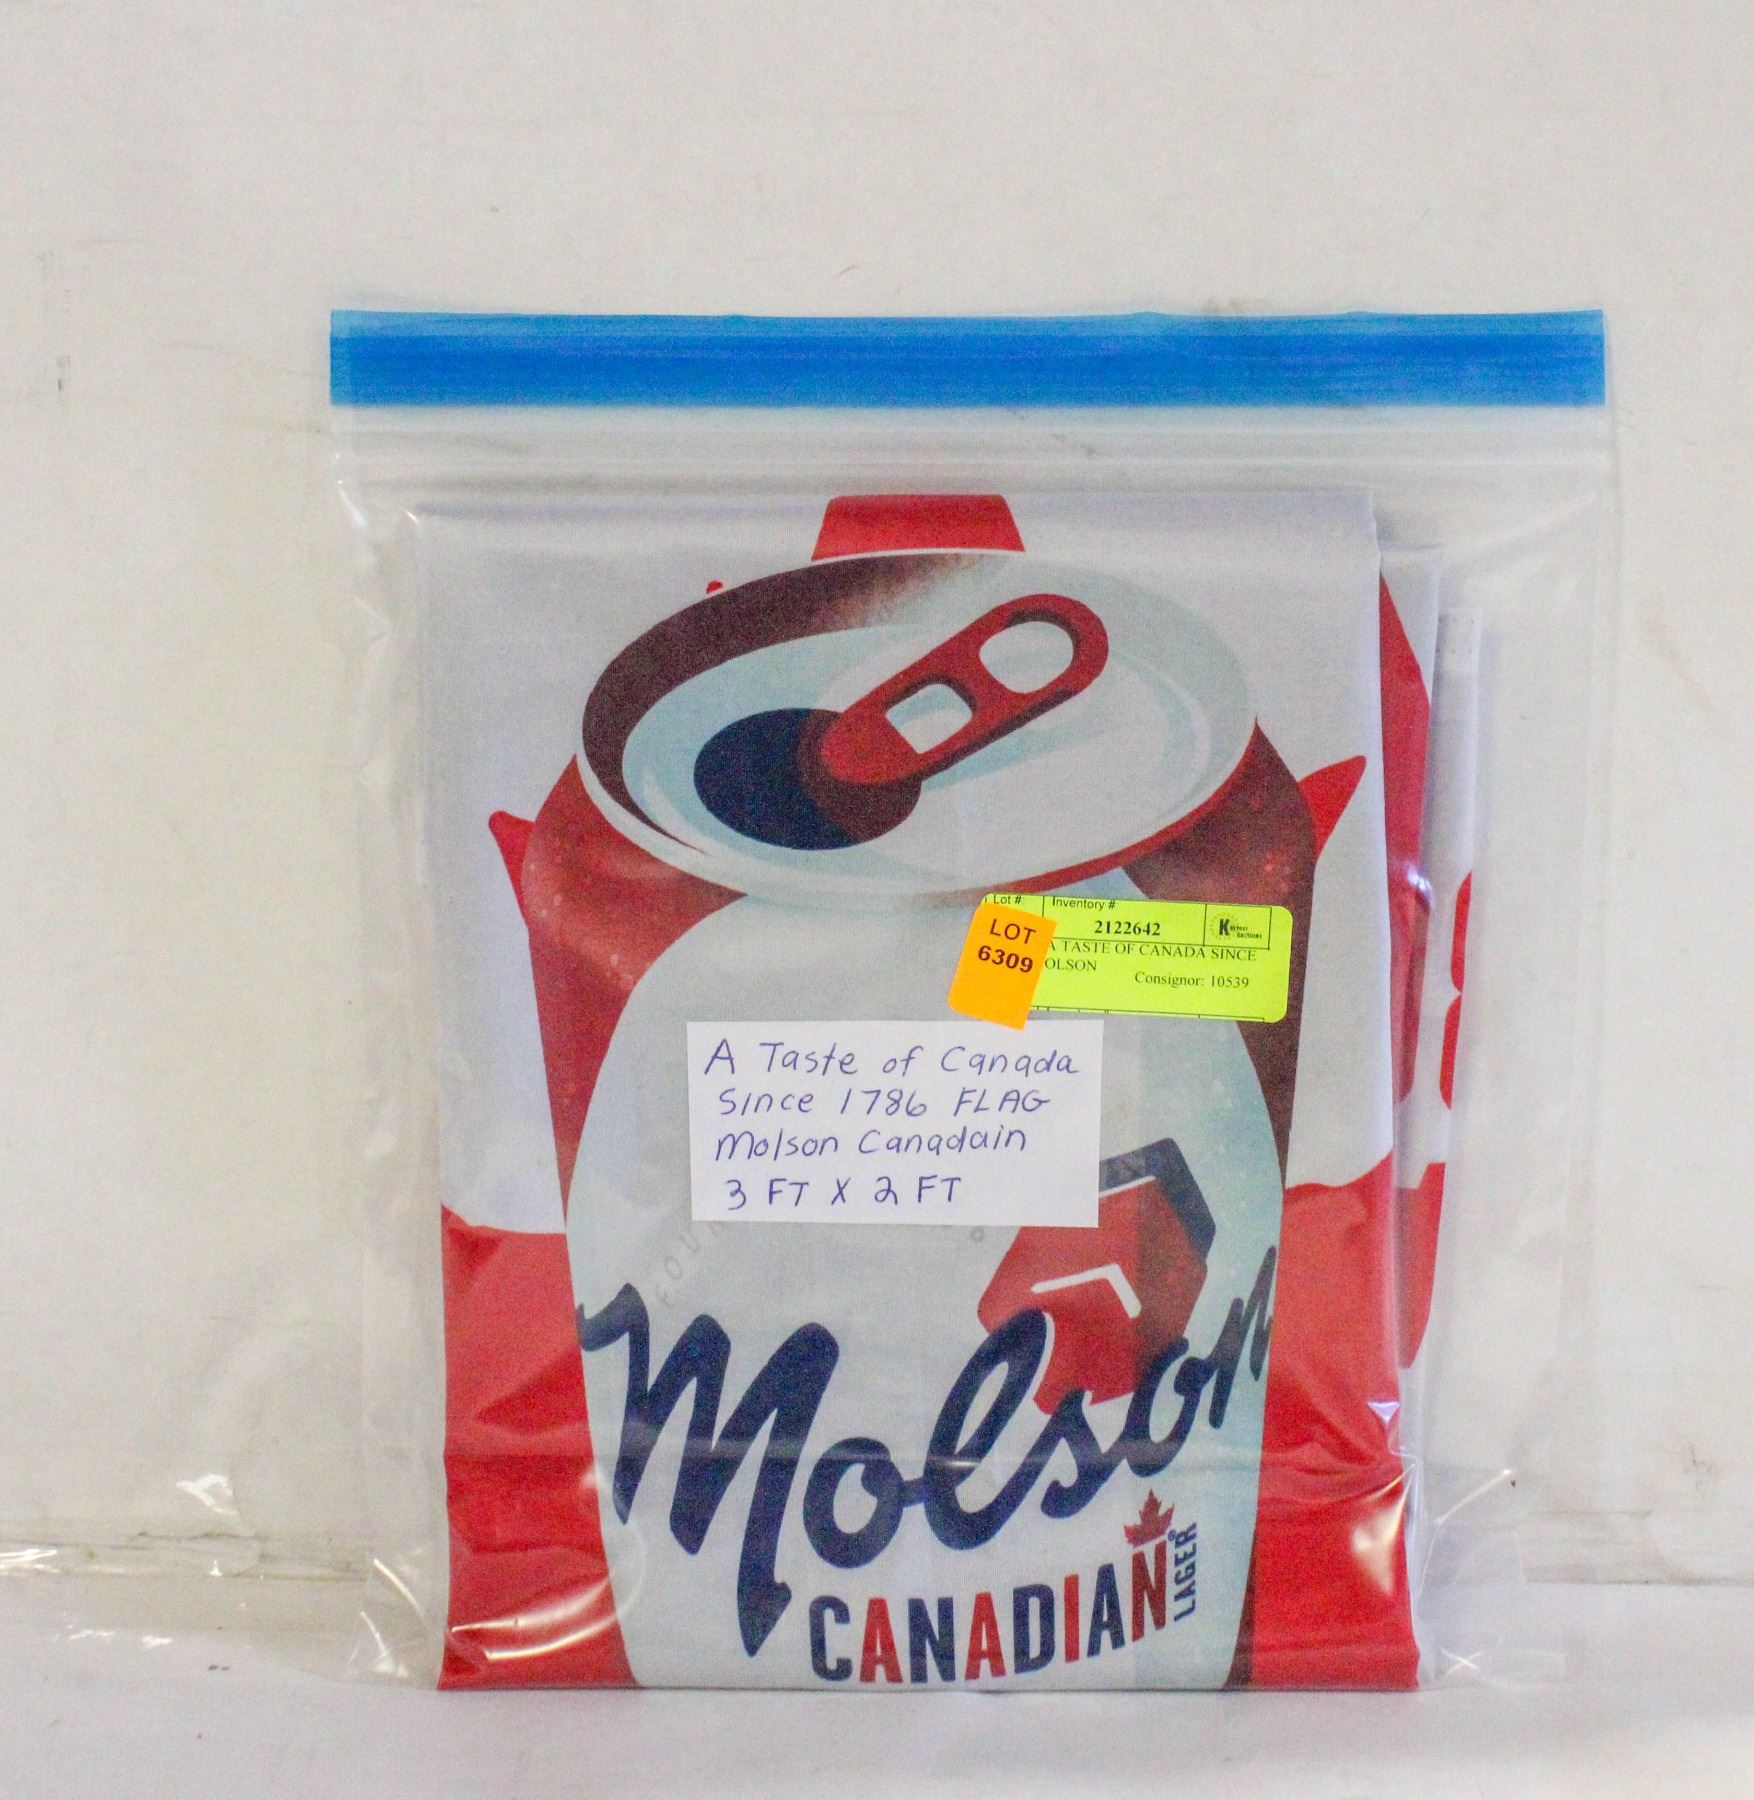 Lot #:
Inventory #
2122642
LOT
6309
A TASTE OF CANADA SINCE
OLSON
Consignor: 10539
A Taste of Canada
Since 1786 FLAG
Molson Canadain
3 FT X 2 FT
Molson
CANADIAN
LAGER®